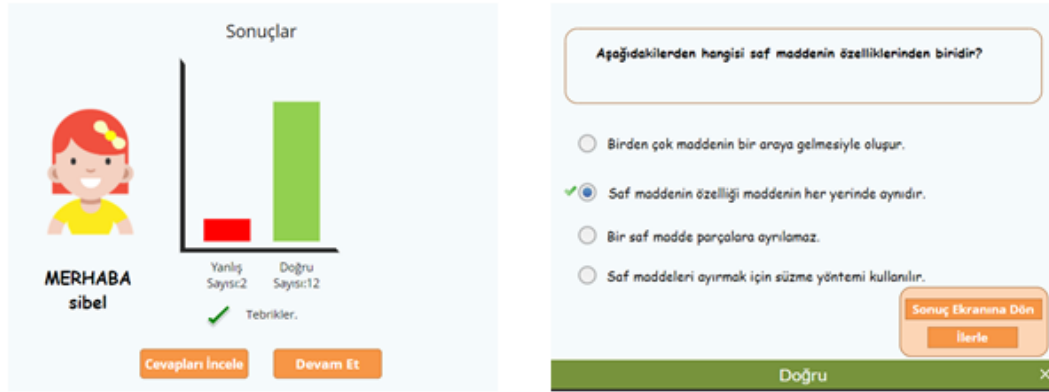 Sonuçlar
MERHABA
sibel
Yanlış
Sayısı:2
Doğru
Sayısı:12
Tebrikler.
Cevapları İncele
Devam Et
Aşağıdakilerden hangisi saf maddenin özelliklerinden biridir?
Birden çok maddenin bir araya gelmesiyle oluşur.
Saf maddenin özelliği maddenin her yerinde aynıdır.
Bir saf madde parçalara ayrılamaz.
Saf maddeleri ayırmak için süzme yöntemi kullanılır.
Sonuç Ekranına Dön
İlerle
Doğru